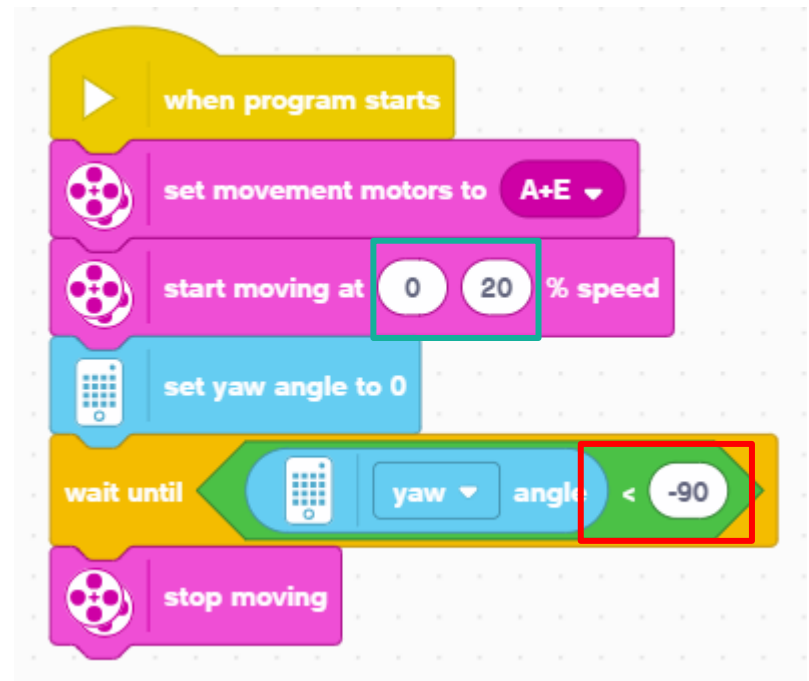 when program starts
set movement motors to A+E
start moving at 0 20 % speed
set yaw angle to 0
wait until yaw angle < -90
stop moving